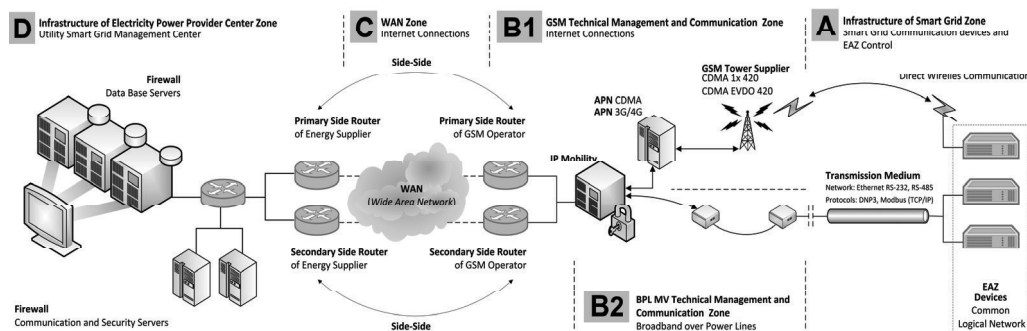 D
Infrastructure of Electricity Power Provider Center Zone
Utility Smart Grid Management Center
C
WAN Zone
Internet Connections
B1
GSM Technical Management and Communication Zone
Internet Connections
A
Infrastructure of Smart Grid Zone
Smart Grid Communication devices and
EAZ Control
Side-Side
Firewall
Data Base Servers
GSM Tower Supplier
CDMA 1x 420
CDMA EVDO 420
Direct Wirelles Communication
APN CDMA
APN 3G/4G
Primary Side Router
of Energy Supplier
Primary Side Router
of GSM Operator
IP Mobility
WAN
(Wide Area Network)
Transmission Medium
Network: Ethernet RS-232, RS-485
Protocols: DNP3, Modbus (TCP/IP)
Secondary Side Router
of Energy Supplier
Secondary Side Router
of GSM Operator
Firewall
Communication and Security Servers
Side-Side
B2
BPL MV Technical Management and
Communication Zone
Broadband over Power Lines
EAZ
Devices
Common
Logical Network